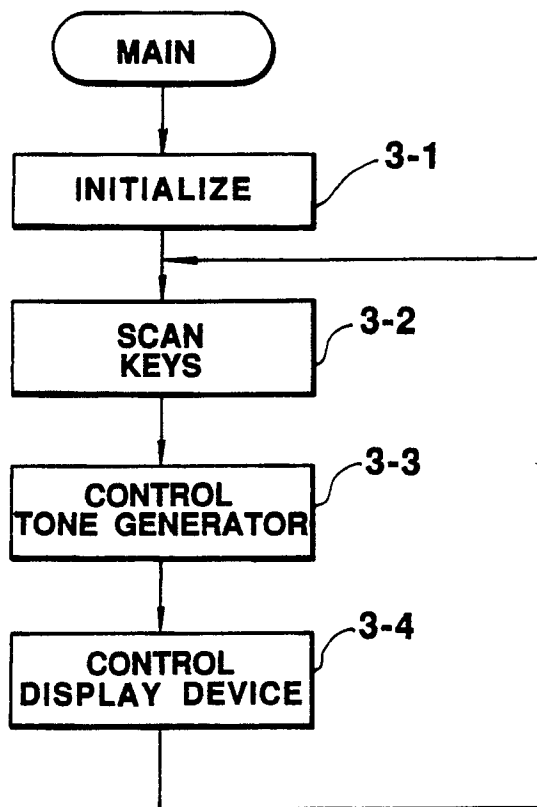 MAIN
INITIALIZE
3-1
SCAN
KEYS
3-2
CONTROL
TONE GENERATOR
3-3
CONTROL
DISPLAY DEVICE
3-4